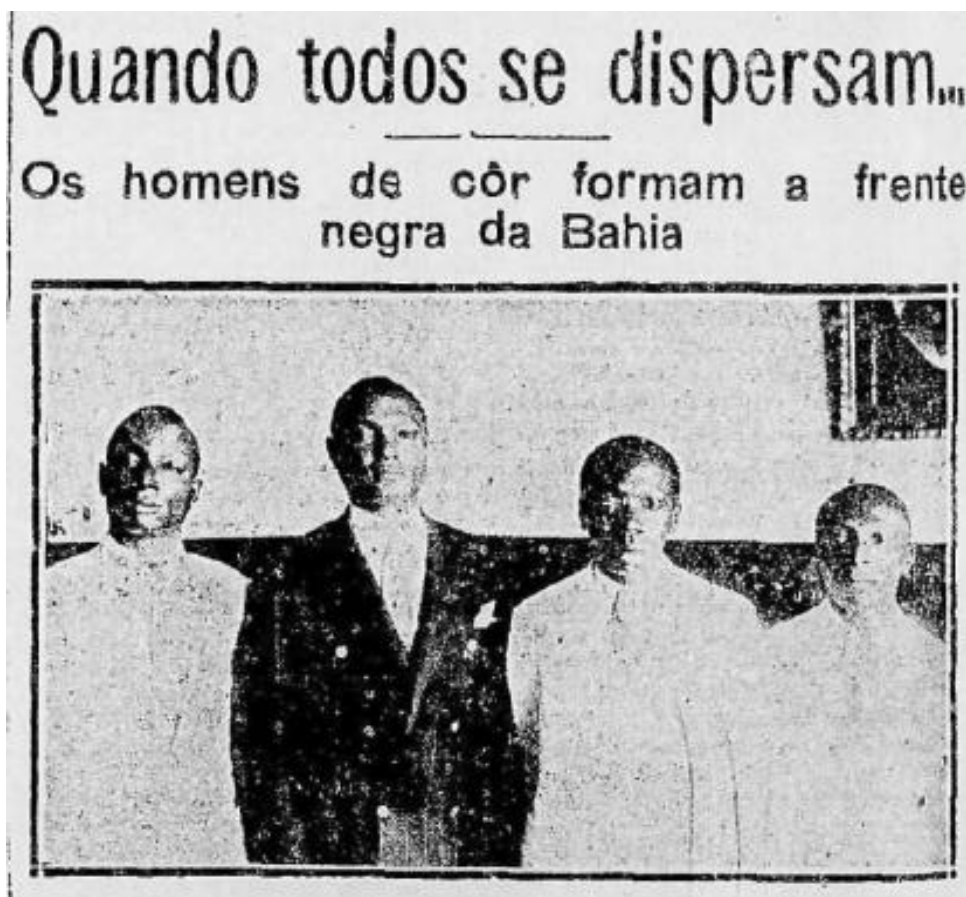 Quando todos se dispersam...
Os homens de côr formam a frente
negra da Bahia